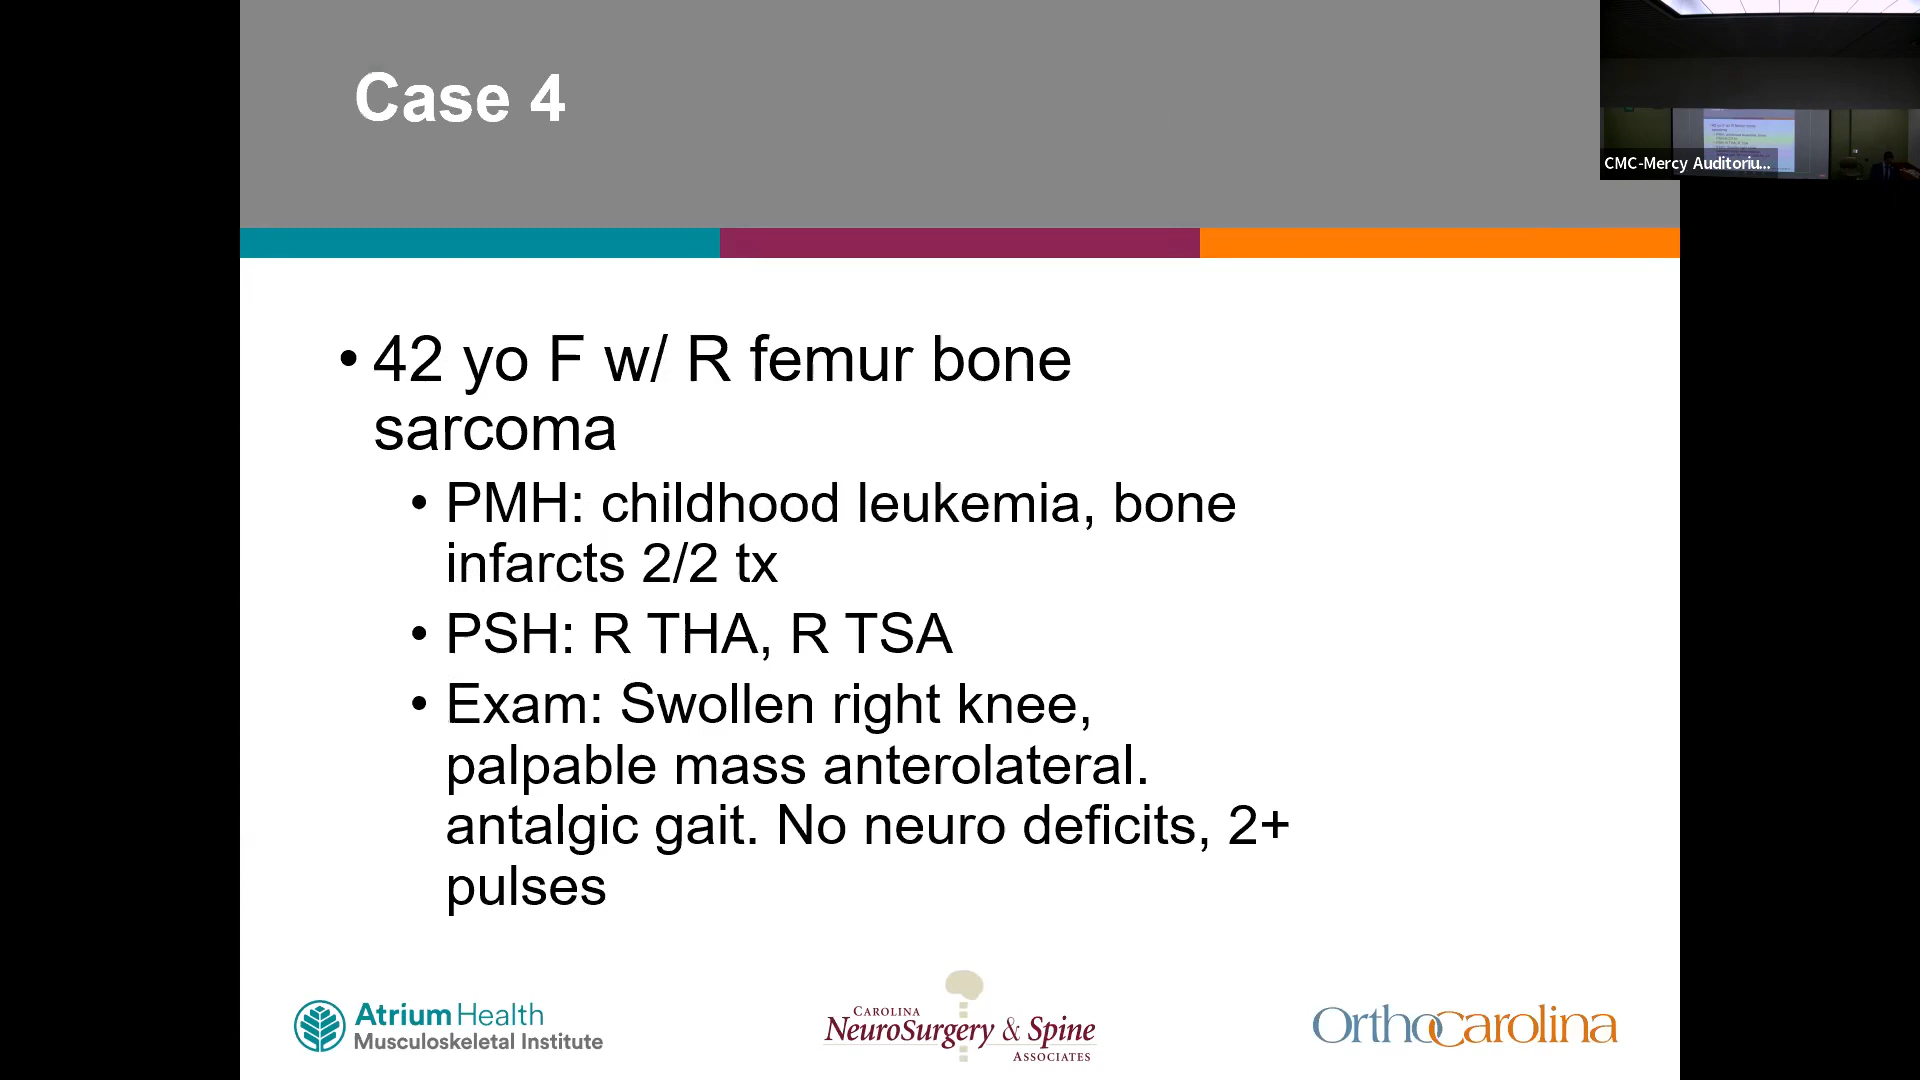 Case 4
CMC-Mercy Auditoriu...
• 42 yo F w/ R femur bone
sarcoma
• PMH: childhood leukemia, bone
infarcts 2/2 tx
• PSH: R THA, R TSA
• Exam: Swollen right knee,
palpable mass anterolateral.
antalgic gait. No neuro deficits, 2+
pulses
Atrium Health
Musculoskeletal Institute
CAROLINA
NEUROSURGERY & SPINE
ASSOCIATES
OrthoCarolina